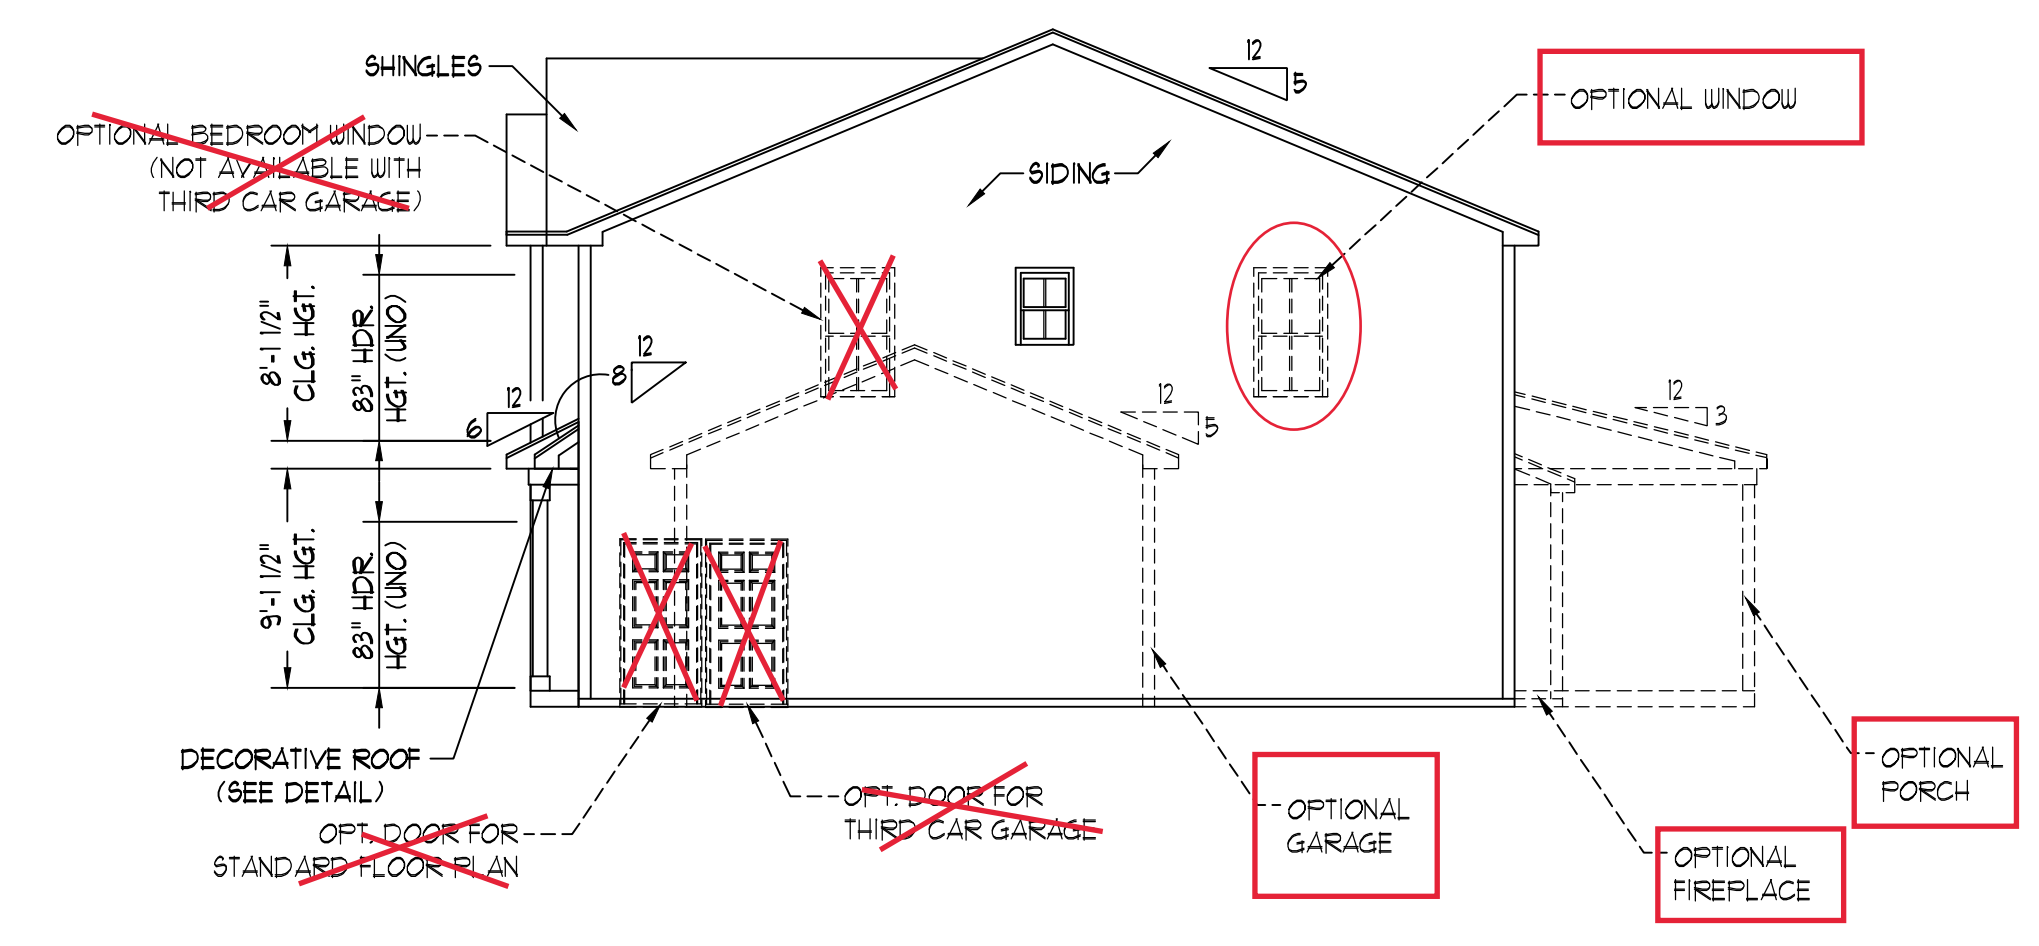 12
SHINGLES
5
OPTIONAL WINDOW
OPTIONAL BEDROOM WINDOW
(NOT AVAILABLE WITH
THIRD CAR GARAGE)
SIDING
8'-1 1/2"
CLG. HGT.
83" HDR.
HGT. (UNO)
12
8
12
6
12
5
12
3
9'-1 1/2"
CLG. HGT.
83" HDR.
HGT. (UNO)
DECORATIVE ROOF
(SEE DETAIL)
OPT. DOOR FOR
STANDARD FLOOR PLAN
OPT. DOOR FOR
THIRD CAR GARAGE
OPTIONAL
GARAGE
OPTIONAL
FIREPLACE
OPTIONAL
PORCH